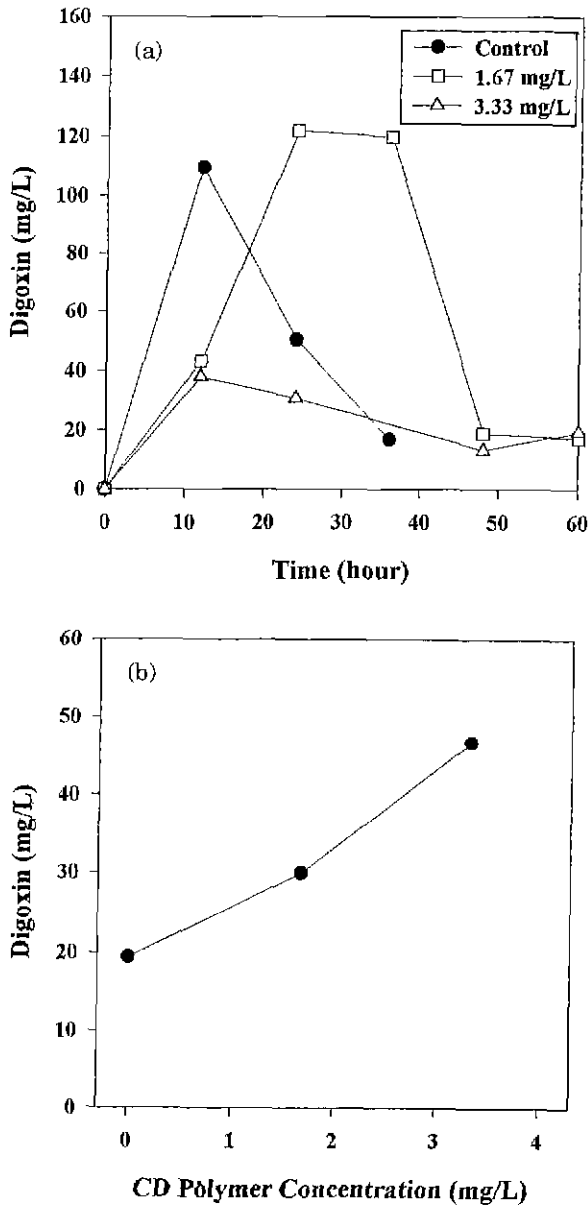 (a)
Control
1.67 mg/L
3.33 mg/L
160
140
120
100
80
60
40
20
0
Digoxin (mg/L)
0 10 20 30 40 50 60
Time (hour)
(b)
60
50
40
30
20
10
0
Digoxin (mg/L)
0 1 2 3 4
CD Polymer Concentration (mg/L)